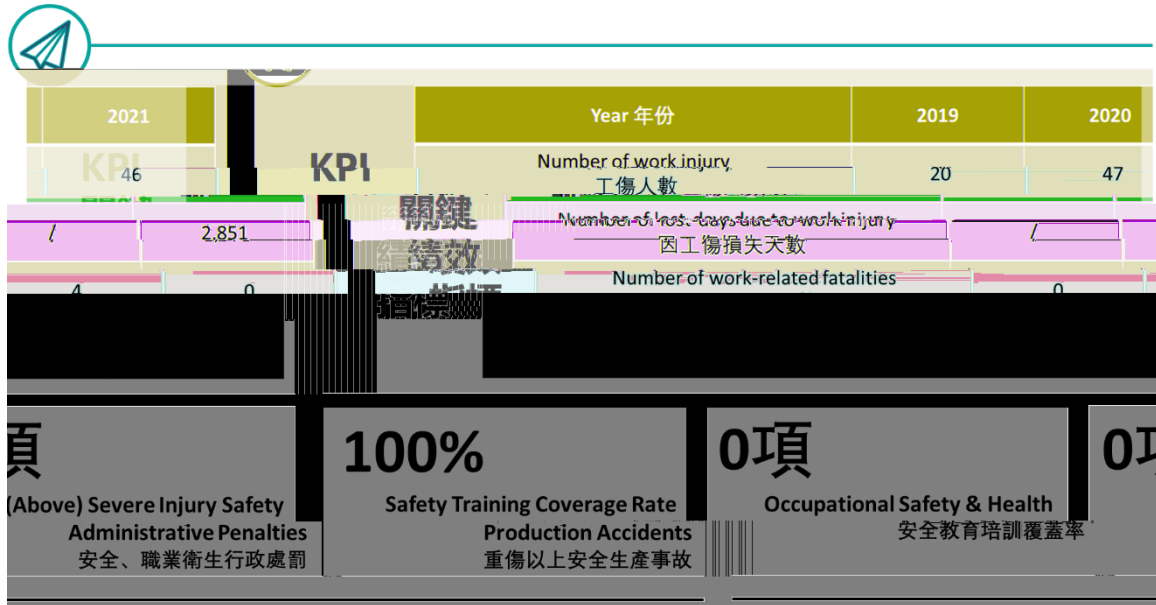 2021
Year 年份
2019
2020
KPI
KPI
46
Number of work injury
20
47
工傷人數
關鍵
/
2,851
Number of lost days due to work injury
/
因工傷損失天數
績效
Number of work-related fatalities
4
0
0
指標
項
100%
0項
0項
(Above) Severe Injury Safety
Safety Training Coverage Rate
Occupational Safety & Health
Administrative Penalties
Production Accidents
安全教育培訓覆蓋率
安全、職業衛生行政處罰
重傷以上安全生產事故